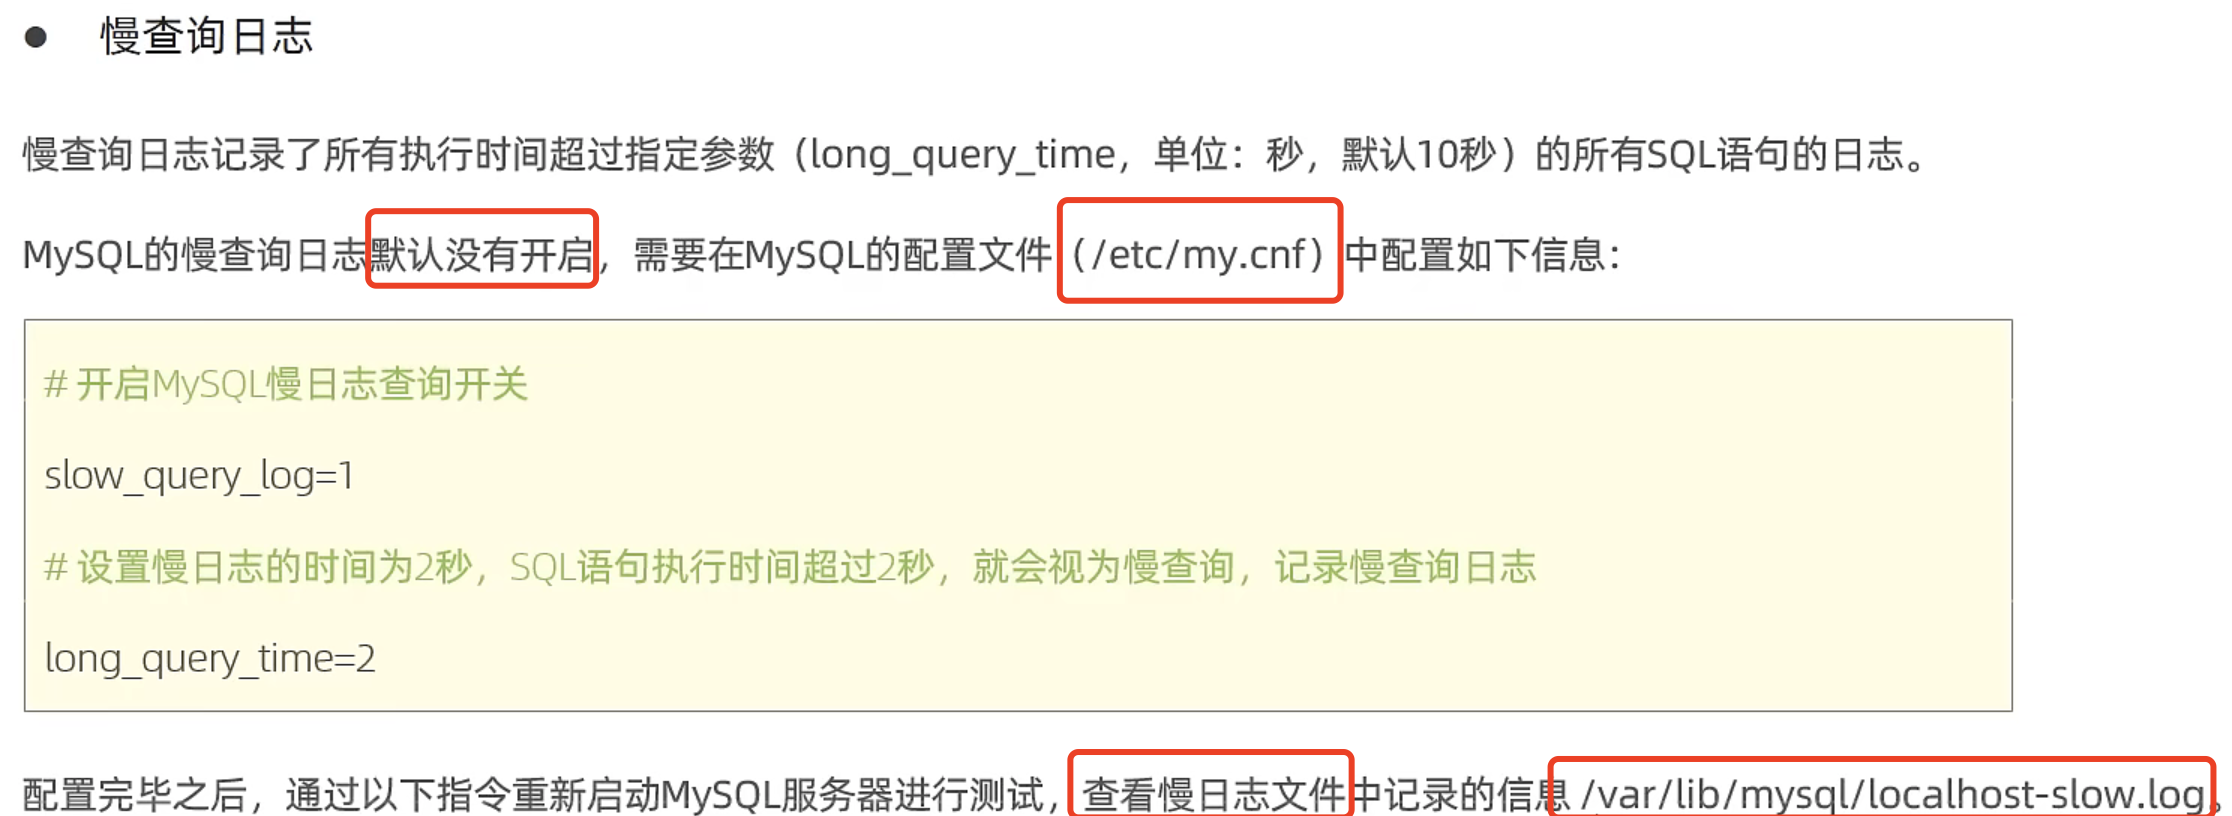 ● 慢查询日志
慢查询日志记录了所有执行时间超过指定参数（long_query_time，单位：秒，默认10秒）的所有SQL语句的日志。
MySQL的慢查询日志默认没有开启，需要在MySQL的配置文件（/etc/my.cnf）中配置如下信息：
# 开启MySQL慢日志查询开关
slow_query_log=1
# 设置慢日志的时间为2秒，SQL语句执行时间超过2秒，就会视为慢查询，记录慢查询日志
long_query_time=2
配置完毕之后，通过以下指令重新启动MySQL服务器进行测试，查看慢日志文件中记录的信息 /var/lib/mysql/localhost-slow.log。